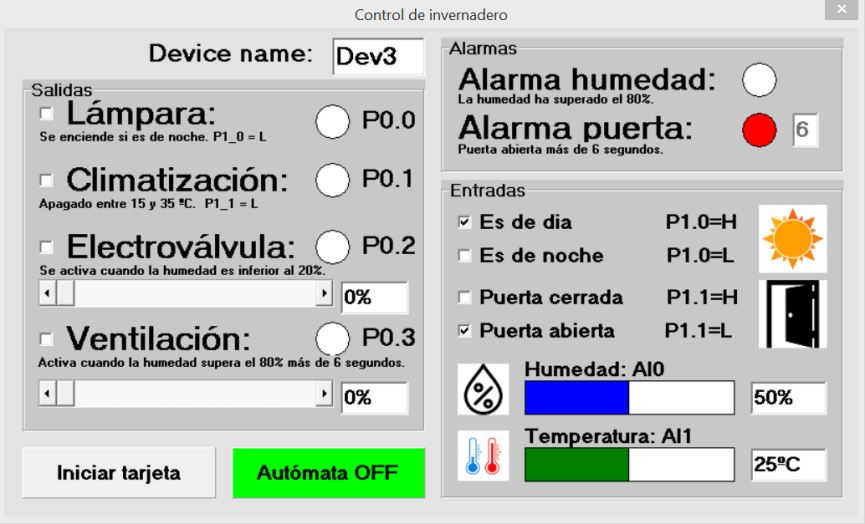 Control de invernadero
Device name: Dev3
Salidas
Lámpara: P0.0
Se enciende si es de noche. P1_0 = L
Climatización: P0.1
Apagado entre 15 y 35 ºC. P1_1 = L
Electroválvula: P0.2
Se activa cuando la humedad es inferior al 20%.
0%
Ventilación: P0.3
Activa cuando la humedad supera el 80% más de 6 segundos.
0%
Iniciar tarjeta
Autómata OFF
Alarmas
Alarma humedad:
La humedad ha superado el 80%.
Alarma puerta: 6
Puerta abierta más de 6 segundos.
Entradas
Es de dia P1.0=H
Es de noche P1.0=L
Puerta cerrada P1.1=H
Puerta abierta P1.1=L
Humedad: AI0
50%
Temperatura: AI1
25ºC